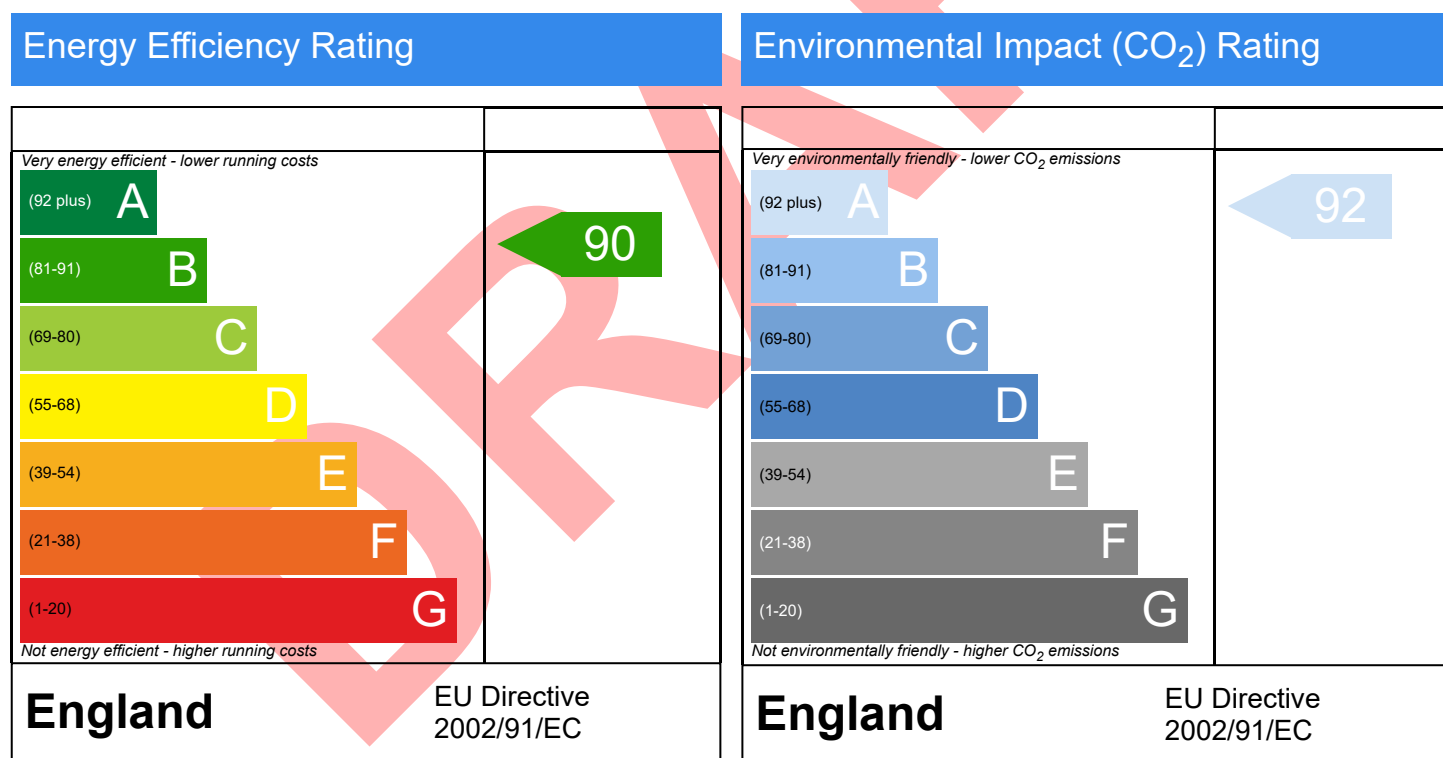 Energy Efficiency Rating
Very energy efficient - lower running costs
(92 plus) A
(81-91) B
(69-80) C
(55-68) D
(39-54) E
(21-38) F
(1-20) G
90
Not energy efficient - higher running costs
England
EU Directive
2002/91/EC
Environmental Impact (CO₂) Rating
Very environmentally friendly - lower CO₂ emissions
(92 plus) A
(81-91) B
(69-80) C
(55-68) D
(39-54) E
(21-38) F
(1-20) G
92
Not environmentally friendly - higher CO₂ emissions
England
EU Directive
2002/91/EC
DRA